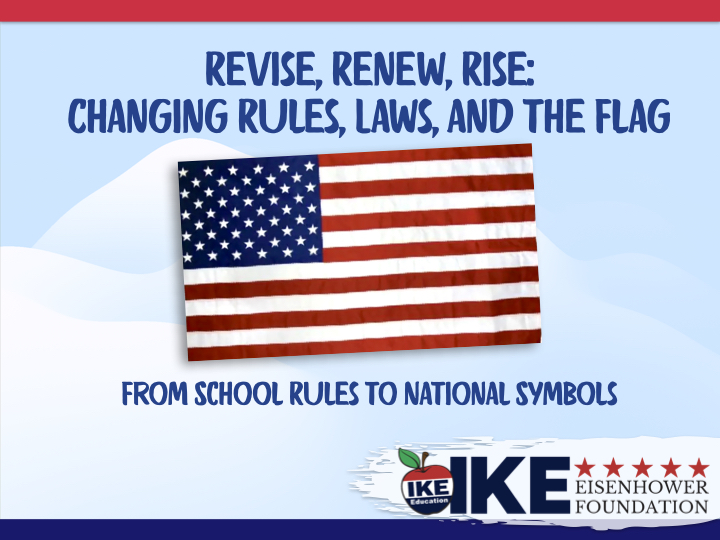 REVISE, RENEW, RISE:
CHANGING RULES, LAWS, AND THE FLAG
FROM SCHOOL RULES TO NATIONAL SYMBOLS
IKE
Education
IKE
EISENHOWER
FOUNDATION